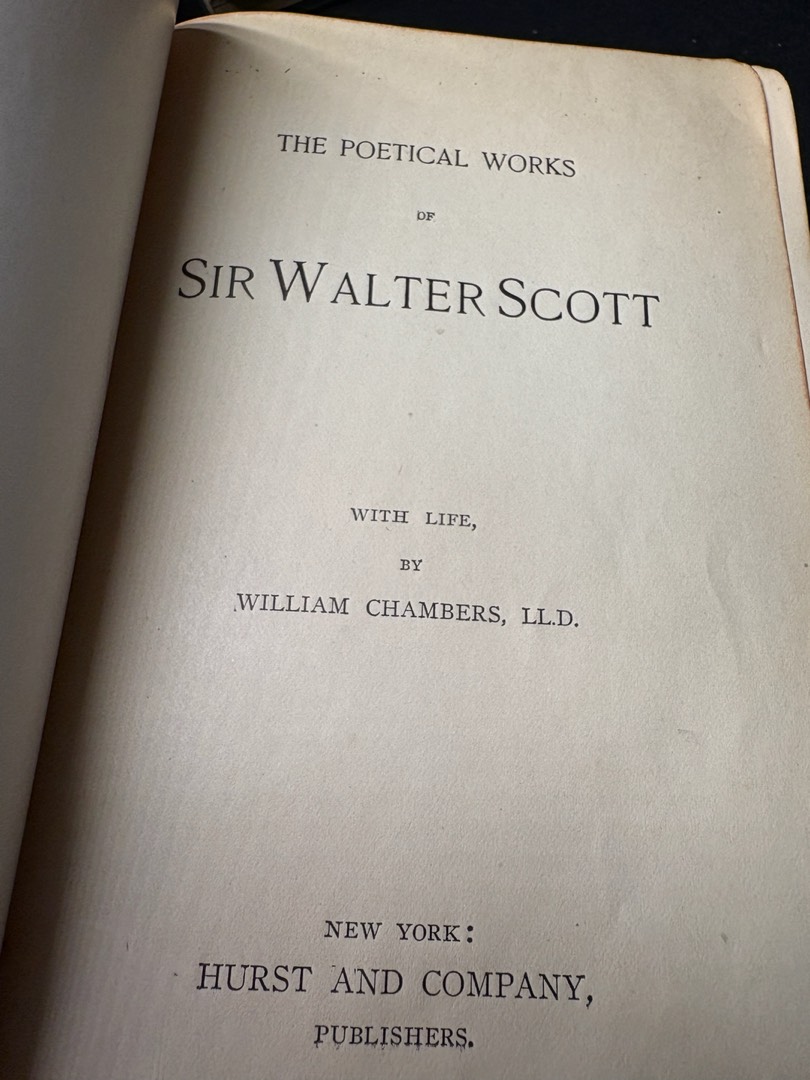 THE POETICAL WORKS
OF
SIR WALTER SCOTT
WITH LIFE,
BY
WILLIAM CHAMBERS, LL.D.
NEW YORK:
HURST AND COMPANY,
PUBLISHERS.